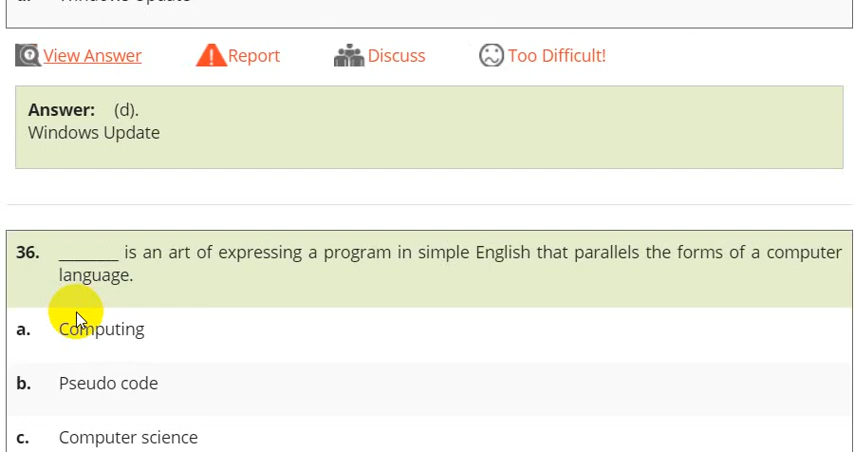 View Answer Report Discuss Too Difficult!
Answer: (d).
Windows Update
36. ________ is an art of expressing a program in simple English that parallels the forms of a computer
language.
a. Computing
b. Pseudo code
c. Computer science